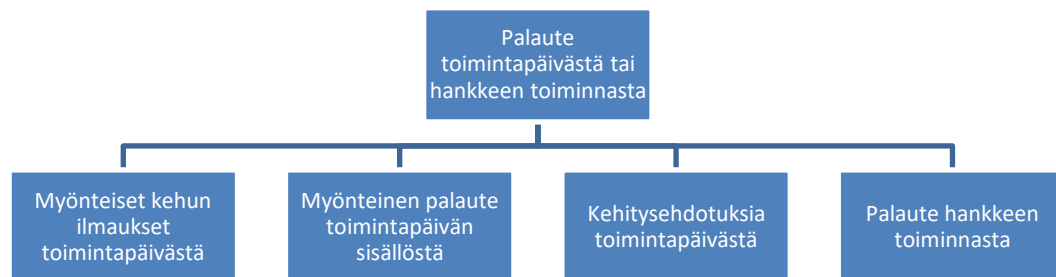 Palaute
toimintapäivästä tai
hankkeen toiminnasta
Myönteiset kehun
ilmaukset
toimintapäivästä
Myönteinen palaute
toimintapäivän
sisällöstä
Kehitysehdotuksia
toimintapäivästä
Palaute hankkeen
toiminnasta